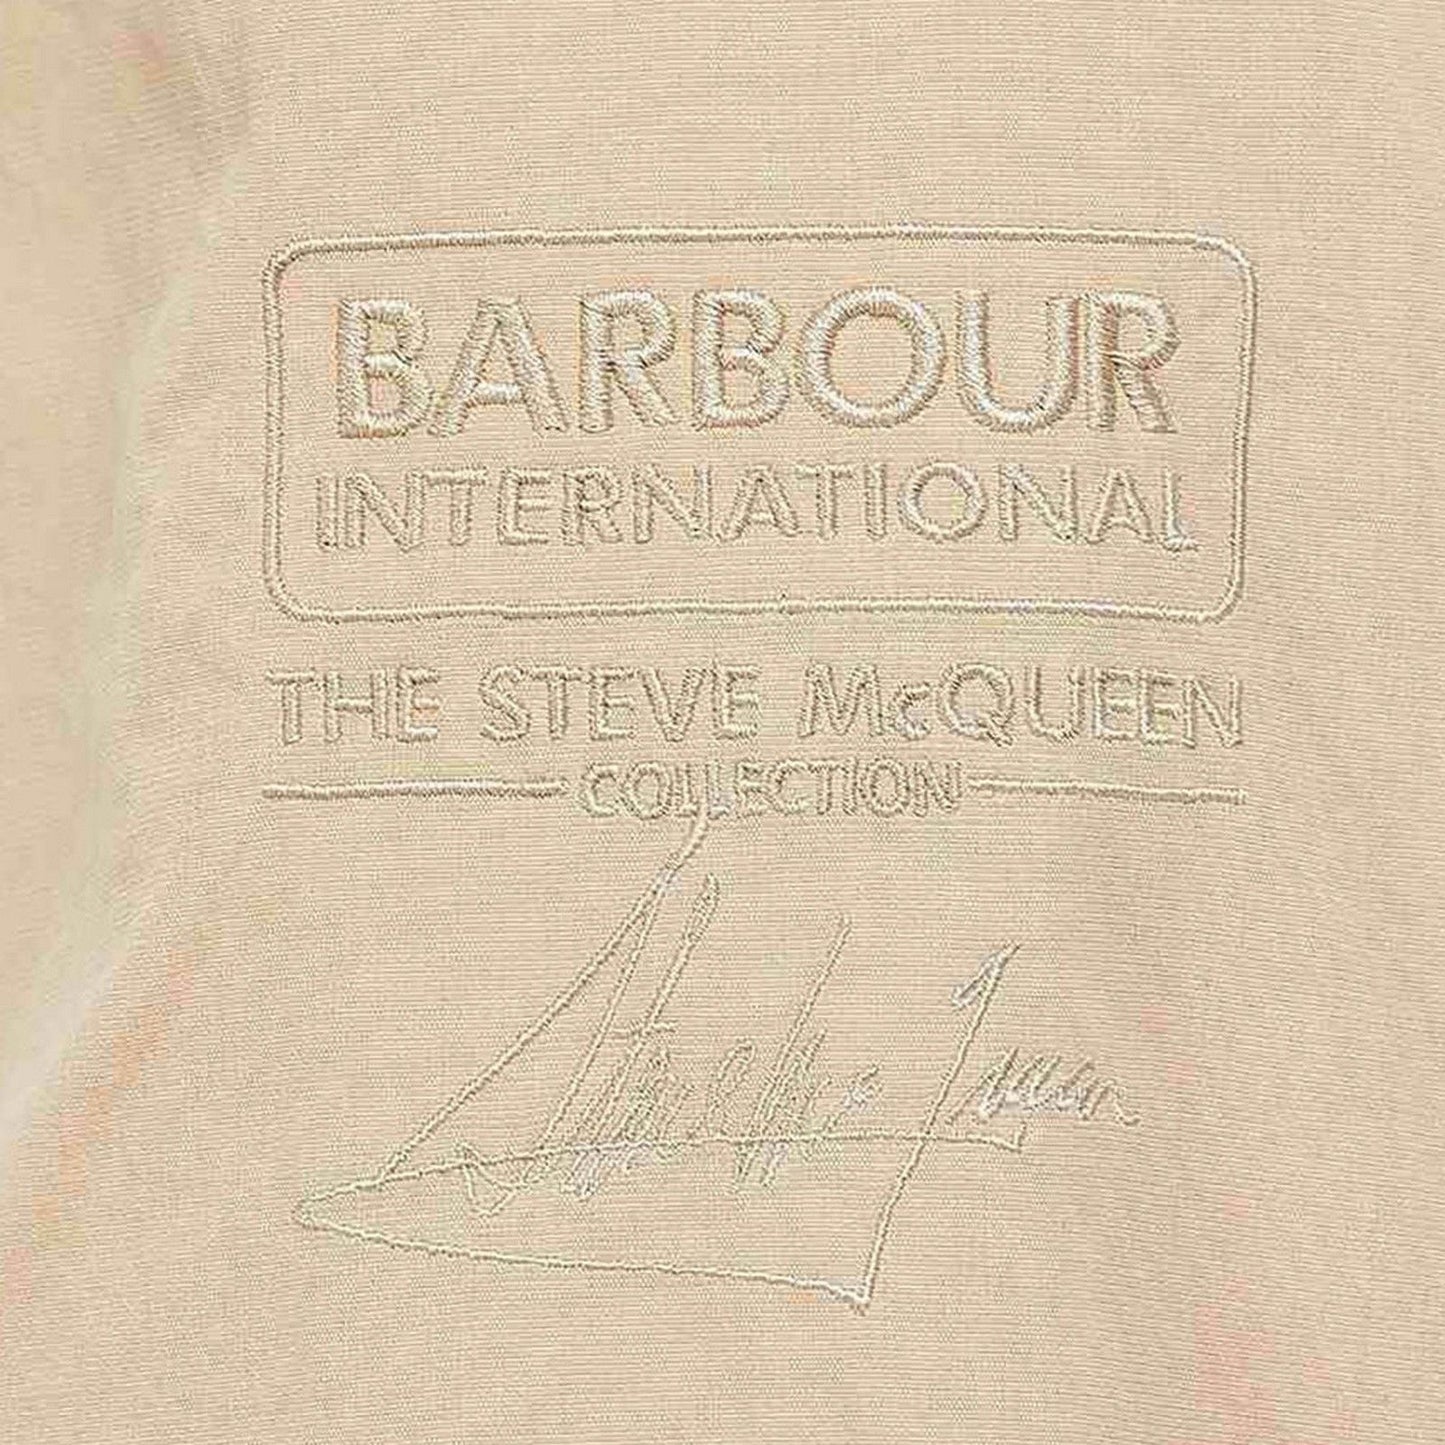 BARBOUR
INTERNATIONAL
THE STEVE McQUEEN
COLLECTION